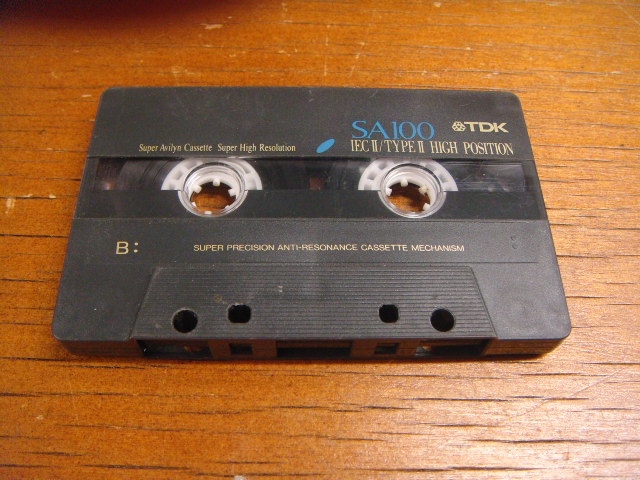 SA100 TDK
Super Avilyn Cassette Super High Resolution IEC II/TYPE II HIGH POSITION
B:
SUPER PRECISION ANTI-RESONANCE CASSETTE MECHANISM